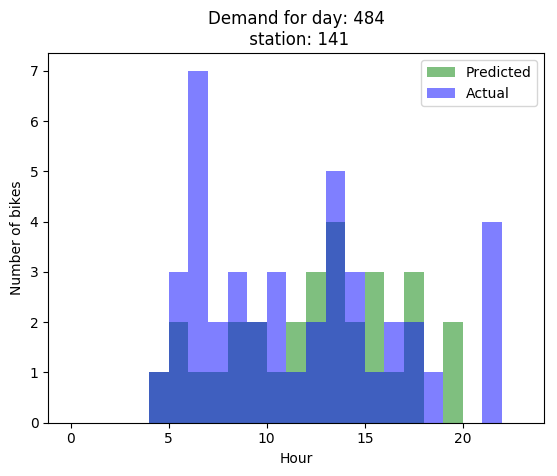 Demand for day: 484
station: 141
Predicted
Actual
Number of bikes
7
6
5
4
3
2
1
0
0 5 10 15 20
Hour